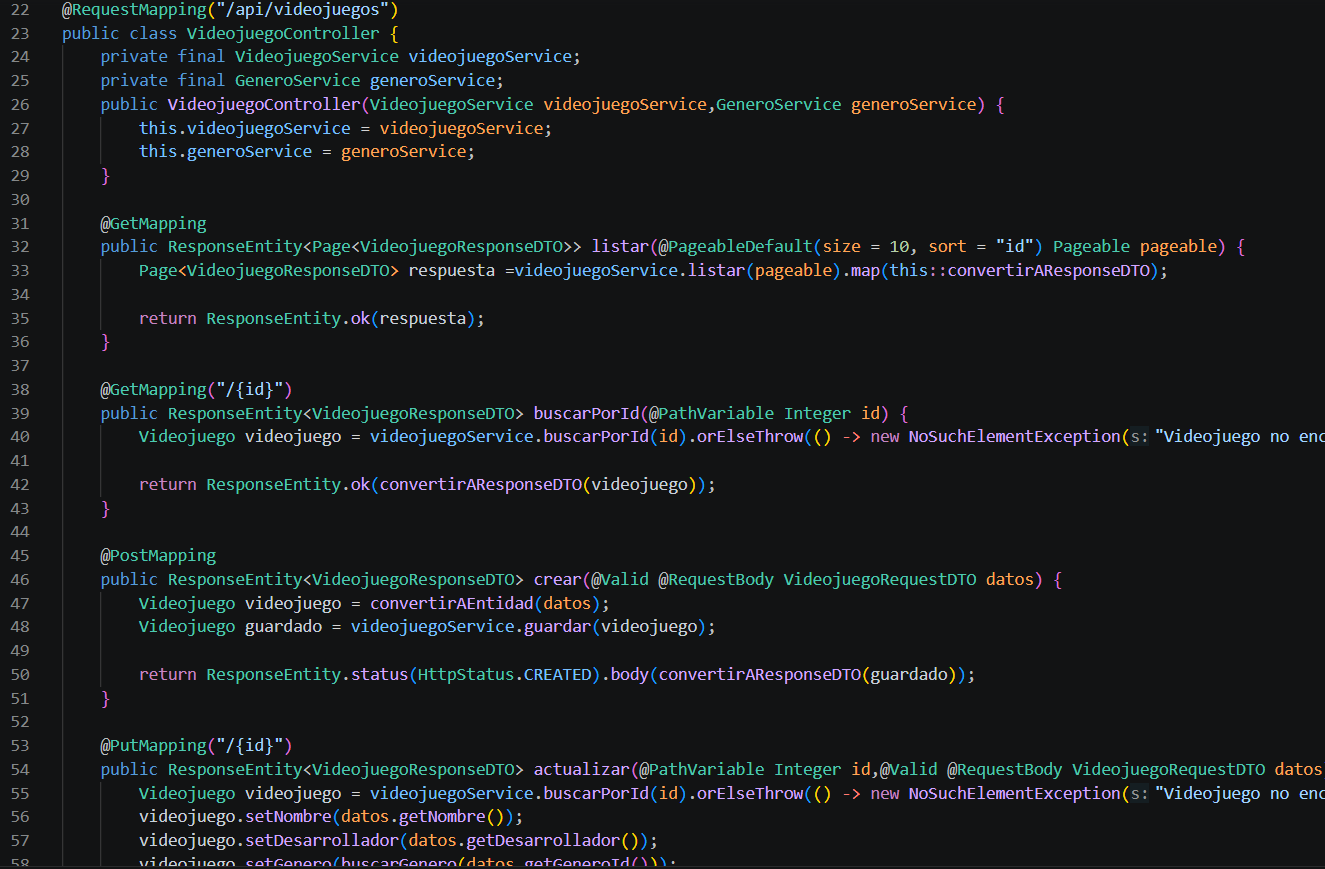 22 @RequestMapping("/api/videojuegos")
23 public class VideojuegoController {
24 private final VideojuegoService videojuegoService;
25 private final GeneroService generoService;
26 public VideojuegoController(VideojuegoService videojuegoService,GeneroService generoService) {
27 this.videojuegoService = videojuegoService;
28 this.generoService = generoService;
29 }
30
31 @GetMapping
32 public ResponseEntity<Page<VideojuegoResponseDTO>> listar(@PageableDefault(size = 10, sort = "id") Pageable pageable) {
33 Page<VideojuegoResponseDTO> respuesta =videojuegoService.listar(pageable).map(this::convertirAResponseDTO);
34
35 return ResponseEntity.ok(respuesta);
36 }
37
38 @GetMapping("/{id}")
39 public ResponseEntity<VideojuegoResponseDTO> buscarPorId(@PathVariable Integer id) {
40 Videojuego videojuego = videojuegoService.buscarPorId(id).orElseThrow(() -> new NoSuchElementException(s: "Videojuego no enc
41
42 return ResponseEntity.ok(convertirAResponseDTO(videojuego));
43 }
44
45 @PostMapping
46 public ResponseEntity<VideojuegoResponseDTO> crear(@Valid @RequestBody VideojuegoRequestDTO datos) {
47 Videojuego videojuego = convertirAEntidad(datos);
48 Videojuego guardado = videojuegoService.guardar(videojuego);
49
50 return ResponseEntity.status(HttpStatus.CREATED).body(convertirAResponseDTO(guardado));
51 }
52
53 @PutMapping("/{id}")
54 public ResponseEntity<VideojuegoResponseDTO> actualizar(@PathVariable Integer id,@Valid @RequestBody VideojuegoRequestDTO datos
55 Videojuego videojuego = videojuegoService.buscarPorId(id).orElseThrow(() -> new NoSuchElementException(s: "Videojuego no enc
56 videojuego.setNombre(datos.getNombre());
57 videojuego.setDesarrollador(datos.getDesarrollador());
58 videojuego.setGenero(buscarGenero(datos.getGeneroId()));